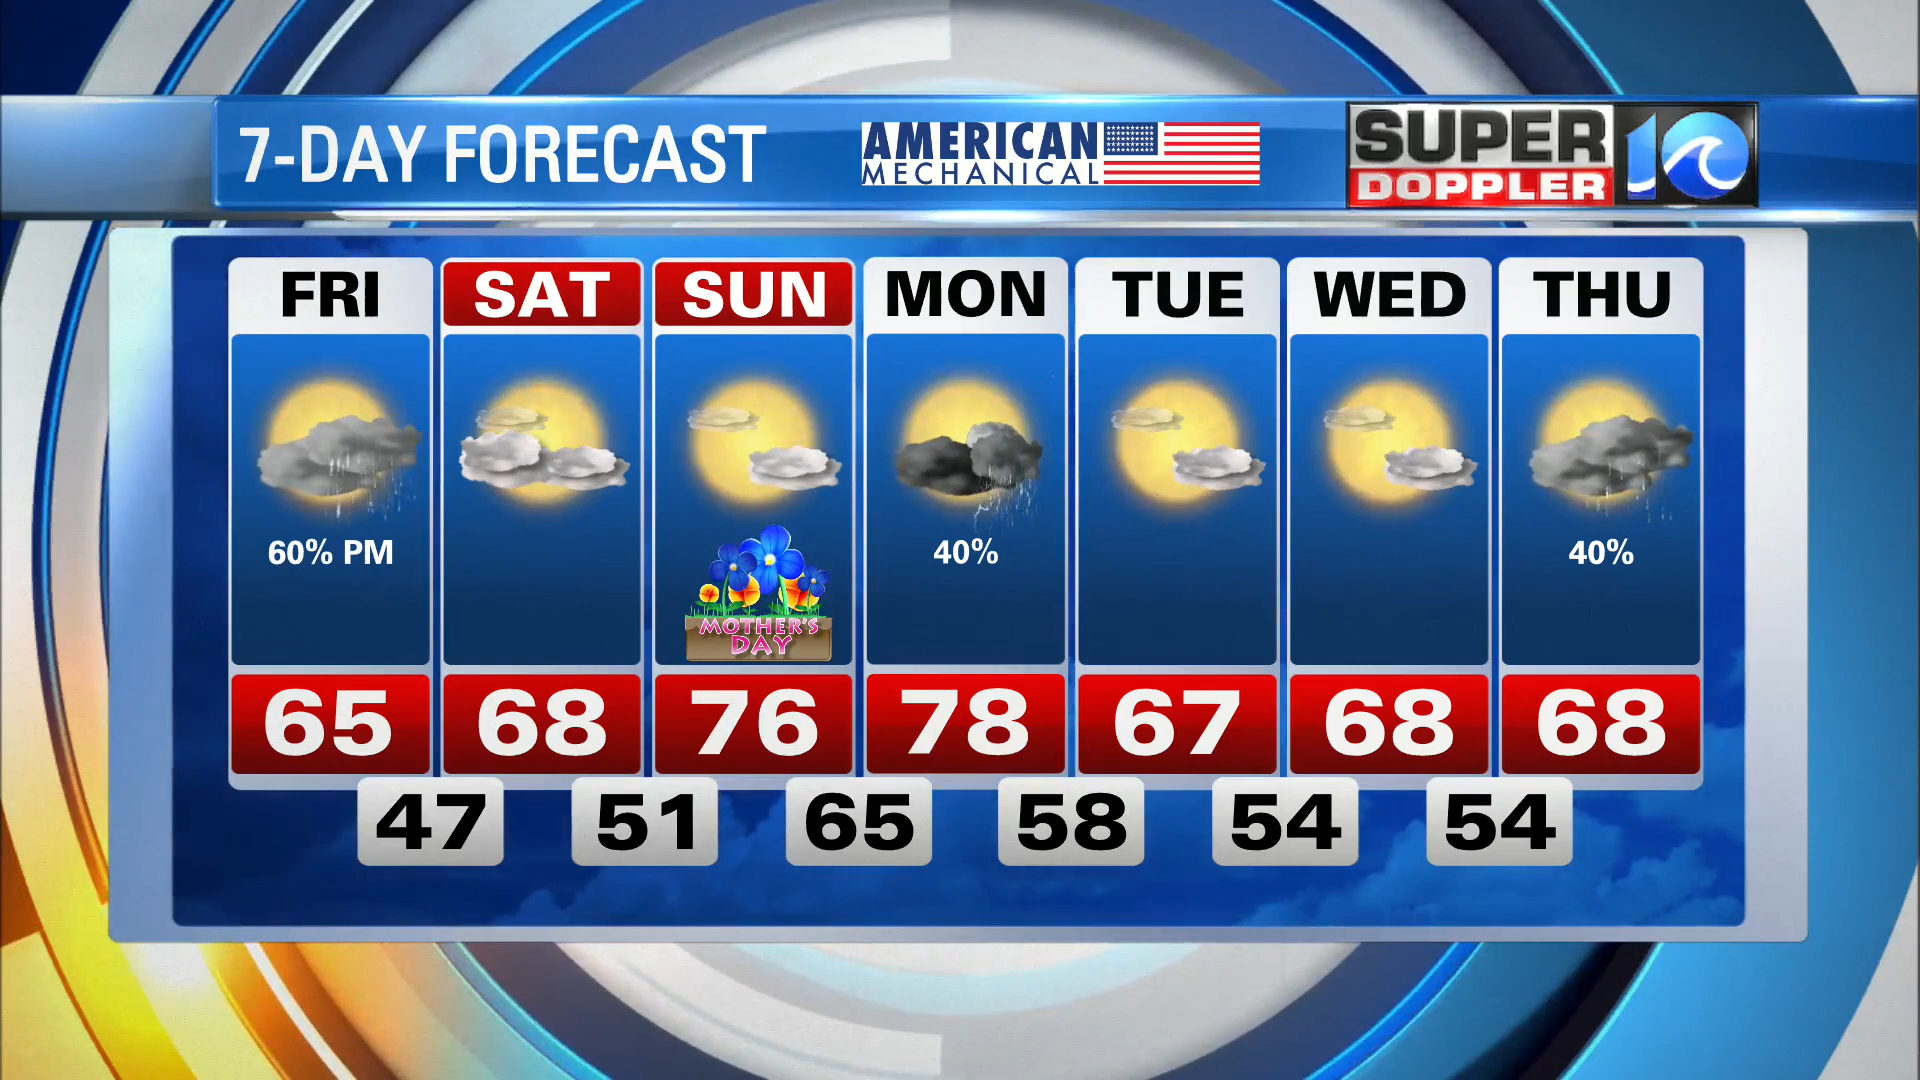 7-DAY FORECAST
AMERICAN
MECHANICAL
SUPER
DOPPLER
10
FRI SAT SUN MON TUE WED THU
60% PM 40% 40%
MOTHER'S
DAY
65 68 76 78 67 68 68
47 51 65 58 54 54